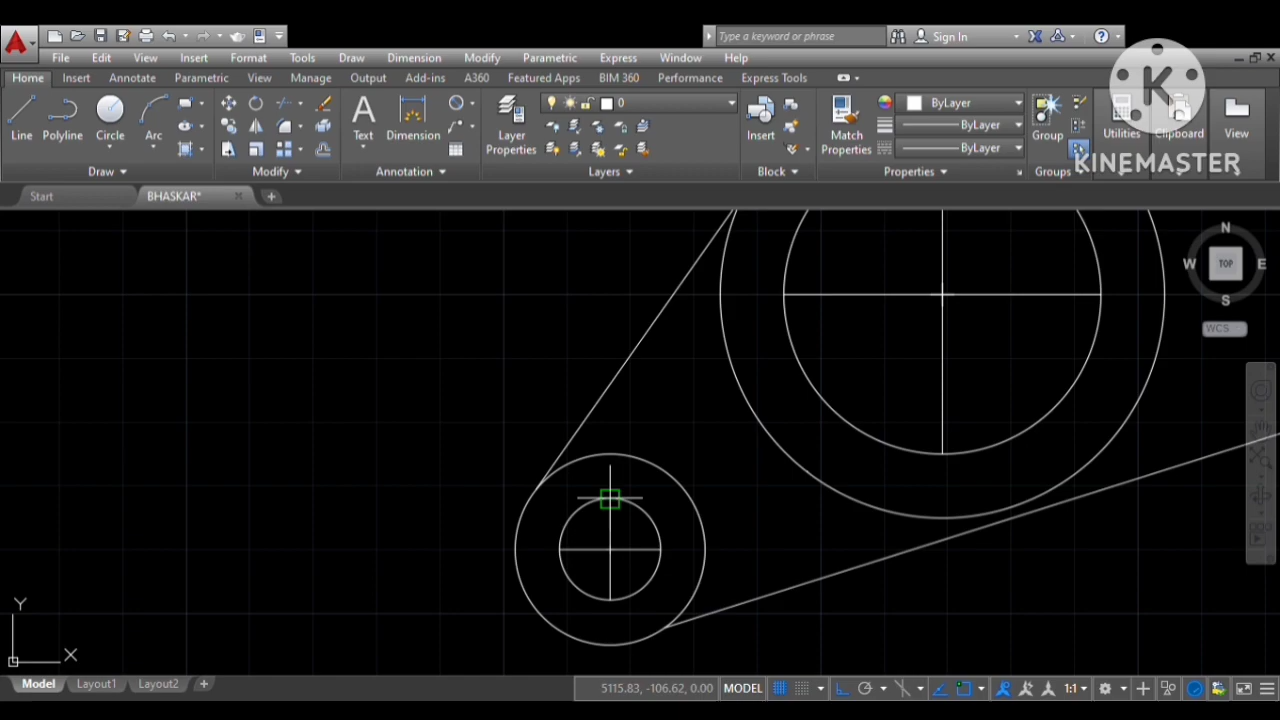 Type a keyword or phrase Sign In
File Edit View Insert Format Tools Draw Dimension Modify Parametric Express Window Help
Home Insert Annotate Parametric View Manage Output Add-ins A360 Featured Apps BIM 360 Performance Express Tools
0 ByLayer
Line Polyline Circle Arc Text Dimension Layer Properties Insert Match Properties ByLayer Group Utilities Clipboard View
ByLayer
KINEMASTER
Draw Modify Annotation Layers Block Properties Groups
Start BHASKAR*
N
W TOP E
S
WCS
Y
X
Model Layout1 Layout2 + 5115.83, -106.62, 0.00 MODEL 1:1